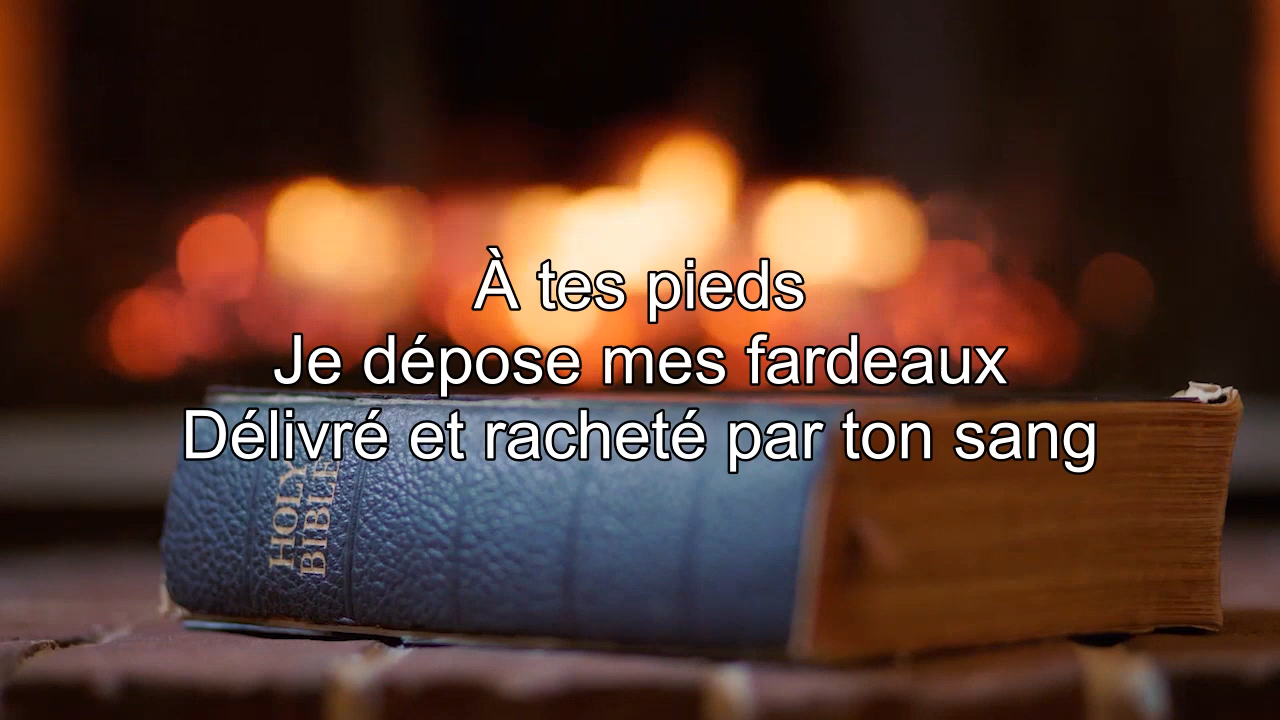 À tes pieds
Je dépose mes fardeaux
Délivré et racheté par ton sang
HOLY
BIBLE